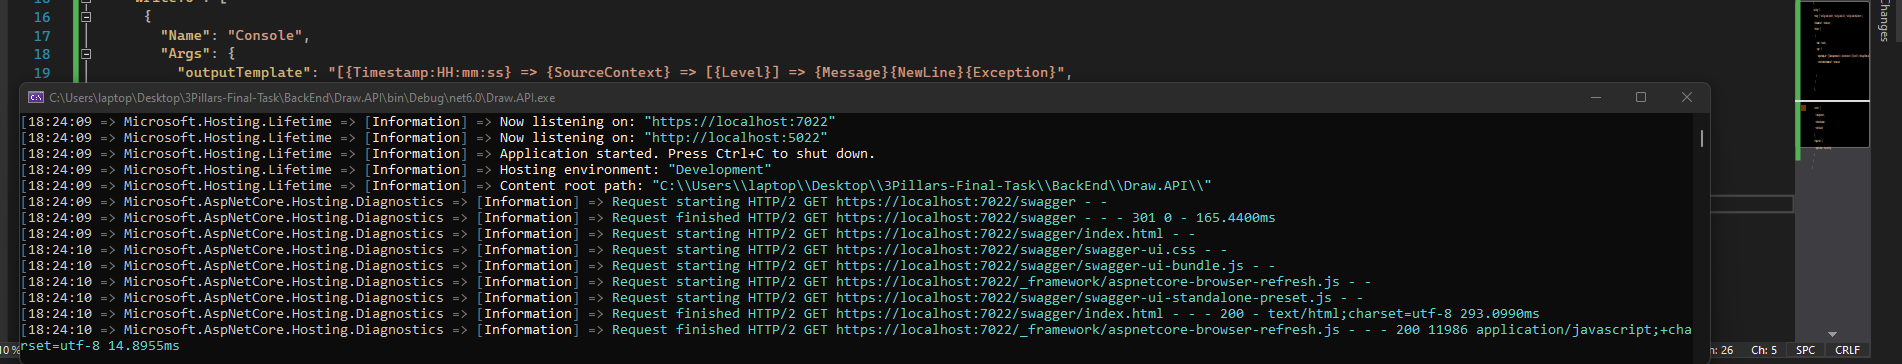 16 {
17 "Name": "Console",
18 "Args": {
19 "outputTemplate": "[{Timestamp:HH:mm:ss} => {SourceContext} => [{Level}] => {Message}{NewLine}{Exception}",
Changes
C:\Users\laptop\Desktop\3Pillars-Final-Task\BackEnd\Draw.API\bin\Debug\net6.0\Draw.API.exe
[18:24:09 => Microsoft.Hosting.Lifetime => [Information] => Now listening on: "https://localhost:7022"
[18:24:09 => Microsoft.Hosting.Lifetime => [Information] => Now listening on: "http://localhost:5022"
[18:24:09 => Microsoft.Hosting.Lifetime => [Information] => Application started. Press Ctrl+C to shut down.
[18:24:09 => Microsoft.Hosting.Lifetime => [Information] => Hosting environment: "Development"
[18:24:09 => Microsoft.Hosting.Lifetime => [Information] => Content root path: "C:\\Users\\laptop\\Desktop\\3Pillars-Final-Task\\BackEnd\\Draw.API\\"
[18:24:09 => Microsoft.AspNetCore.Hosting.Diagnostics => [Information] => Request starting HTTP/2 GET https://localhost:7022/swagger - -
[18:24:09 => Microsoft.AspNetCore.Hosting.Diagnostics => [Information] => Request finished HTTP/2 GET https://localhost:7022/swagger - - - 301 0 - 165.4400ms
[18:24:09 => Microsoft.AspNetCore.Hosting.Diagnostics => [Information] => Request starting HTTP/2 GET https://localhost:7022/swagger/index.html - -
[18:24:10 => Microsoft.AspNetCore.Hosting.Diagnostics => [Information] => Request starting HTTP/2 GET https://localhost:7022/swagger/swagger-ui.css - -
[18:24:10 => Microsoft.AspNetCore.Hosting.Diagnostics => [Information] => Request starting HTTP/2 GET https://localhost:7022/swagger/swagger-ui-bundle.js - -
[18:24:10 => Microsoft.AspNetCore.Hosting.Diagnostics => [Information] => Request starting HTTP/2 GET https://localhost:7022/_framework/aspnetcore-browser-refresh.js - -
[18:24:10 => Microsoft.AspNetCore.Hosting.Diagnostics => [Information] => Request starting HTTP/2 GET https://localhost:7022/swagger/swagger-ui-standalone-preset.js - -
[18:24:10 => Microsoft.AspNetCore.Hosting.Diagnostics => [Information] => Request finished HTTP/2 GET https://localhost:7022/swagger/index.html - - - 200 - text/html;charset=utf-8 293.0990ms
[18:24:10 => Microsoft.AspNetCore.Hosting.Diagnostics => [Information] => Request finished HTTP/2 GET https://localhost:7022/_framework/aspnetcore-browser-refresh.js - - - 200 11986 application/javascript;+cha
rset=utf-8 14.8955ms
n: 26 Ch: 5 SPC CRLF